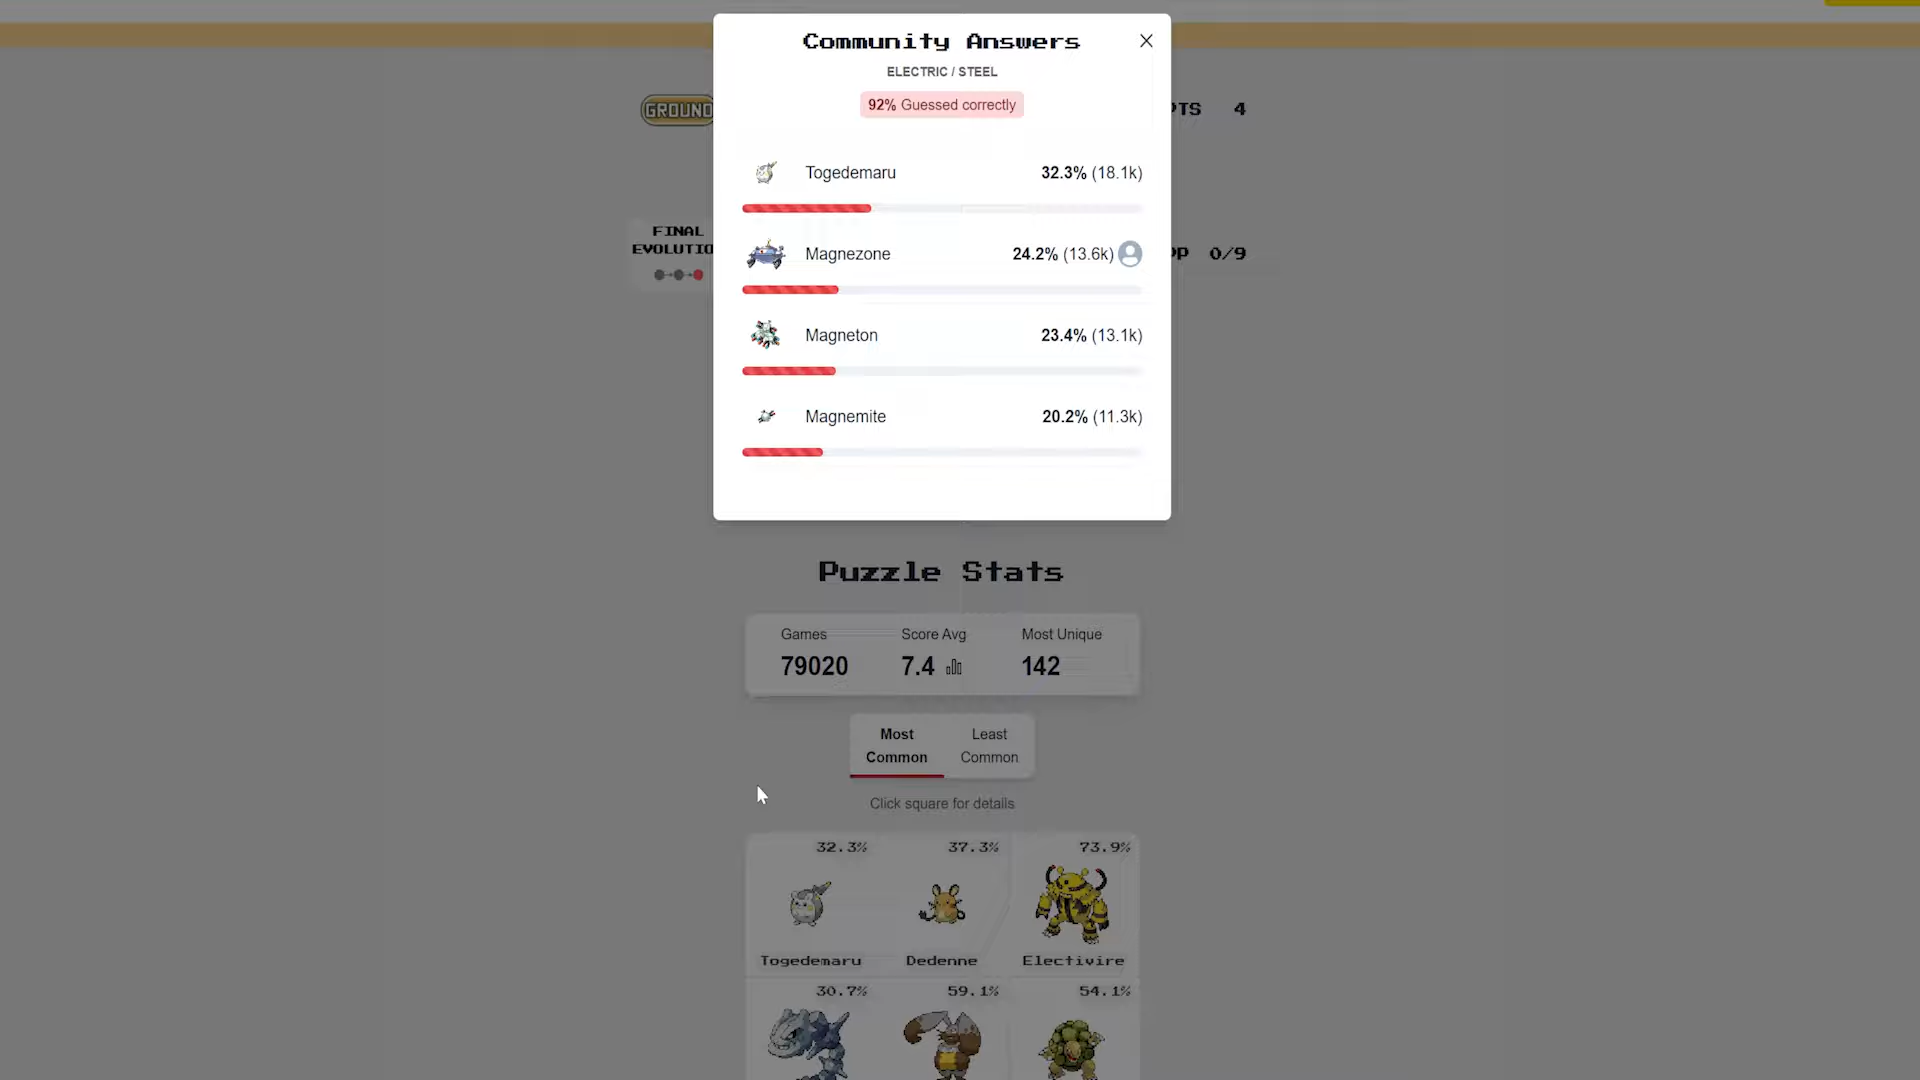 Community Answers
ELECTRIC / STEEL
92% Guessed correctly
GROUND
PTS 4
Togedemaru 32.3% (18.1k)
FINAL
EVOLUTIO
Magnezone 24.2% (13.6k)
PP 0/9
Magneton 23.4% (13.1k)
Magnemite 20.2% (11.3k)
Puzzle Stats
Games Score Avg Most Unique
79020 7.4 142
Most Common
Least Common
Click square for details
32.3% 37.3% 73.9%
Togedemaru Dedenne Electivire
30.7% 59.1% 54.1%